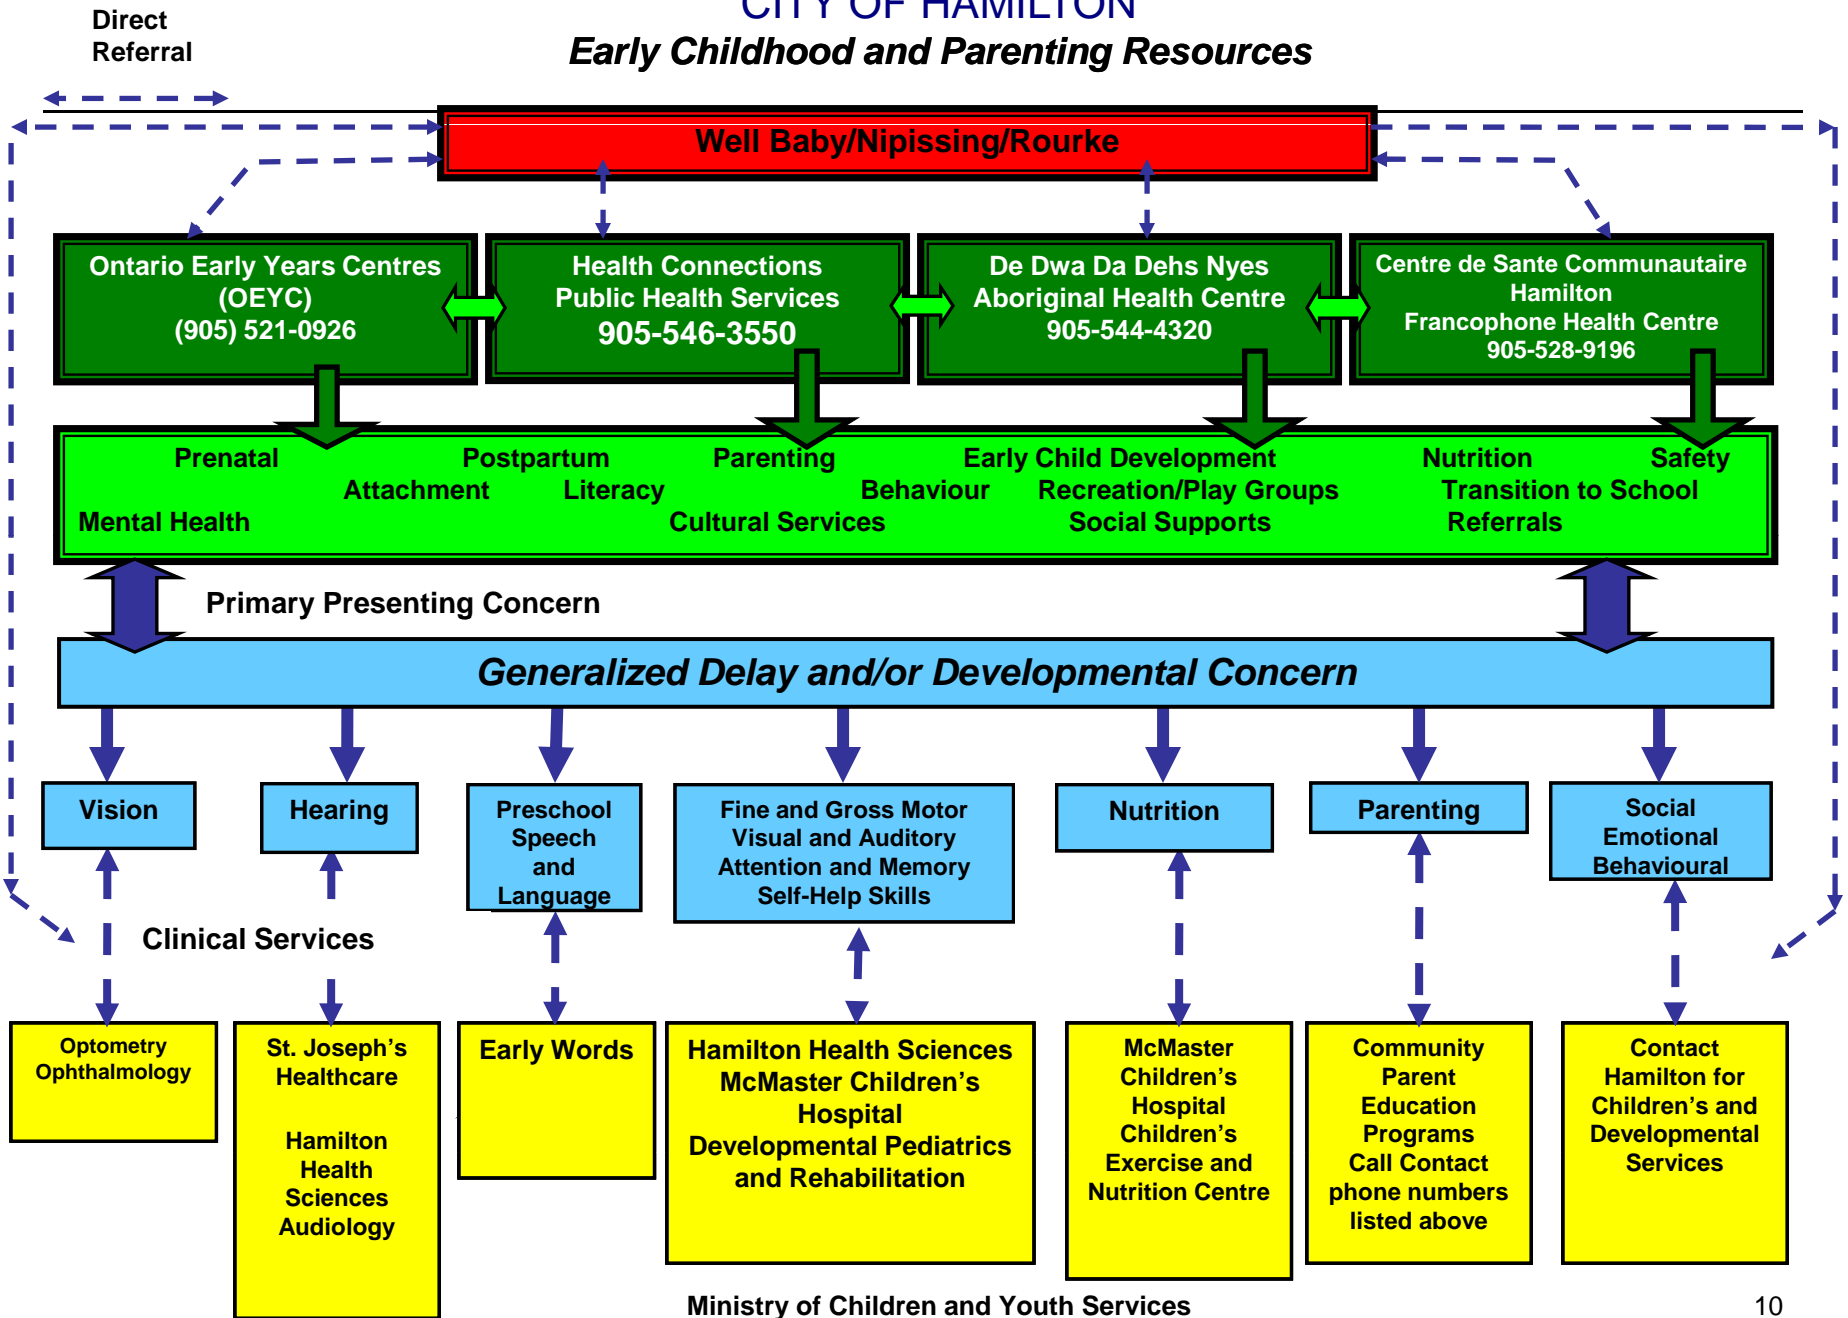 Direct
Referral
CITY OF HAMILTON
Early Childhood and Parenting Resources
Well Baby/Nipissing/Rourke
Ontario Early Years Centres
(OEYC)
(905) 521-0926
Health Connections
Public Health Services
905-546-3550
De Dwa Da Dehs Nyes
Aboriginal Health Centre
905-544-4320
Centre de Sante Communautaire
Hamilton
Francophone Health Centre
905-528-9196
Prenatal Postpartum Parenting Early Child Development Nutrition Safety
Attachment Literacy Behaviour Recreation/Play Groups Transition to School
Mental Health Cultural Services Social Supports Referrals
Primary Presenting Concern
Generalized Delay and/or Developmental Concern
Vision
Hearing
Preschool
Speech
and
Language
Fine and Gross Motor
Visual and Auditory
Attention and Memory
Self-Help Skills
Nutrition
Parenting
Social
Emotional
Behavioural
Clinical Services
Optometry
Ophthalmology
St. Joseph's
Healthcare
Hamilton
Health
Sciences
Audiology
Early Words
Hamilton Health Sciences
McMaster Children's
Hospital
Developmental Pediatrics
and Rehabilitation
McMaster
Children's
Hospital
Children's
Exercise and
Nutrition Centre
Community
Parent
Education
Programs
Call Contact
phone numbers
listed above
Contact
Hamilton for
Children's and
Developmental
Services
Ministry of Children and Youth Services
10